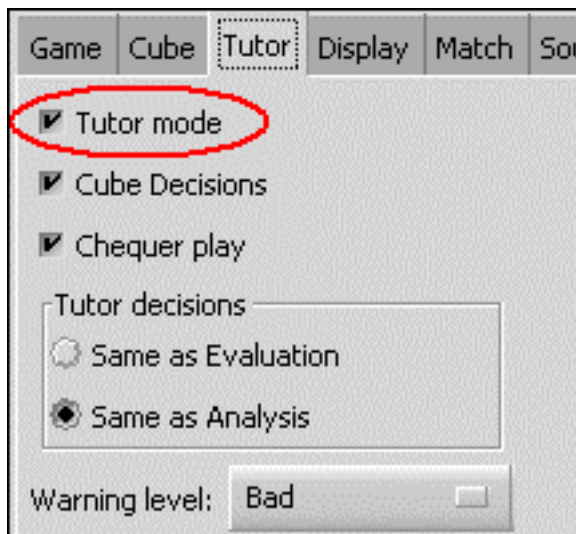 Game Cube Tutor Display Match Sou
Tutor mode
Cube Decisions
Chequer play
Tutor decisions
Same as Evaluation
Same as Analysis
Warning level: Bad